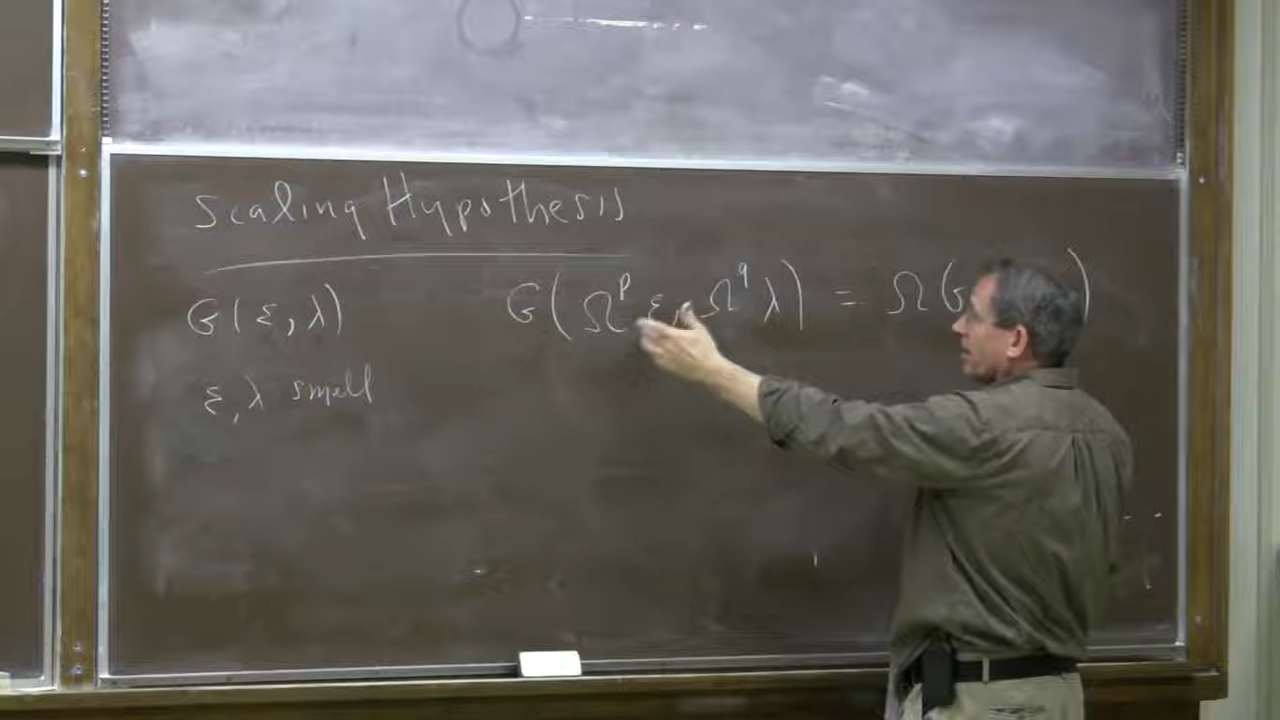 Scaling Hypothesis
G(ε, λ) G(Ω^p ε, Ω^q λ) = Ω(G )
ε, λ small